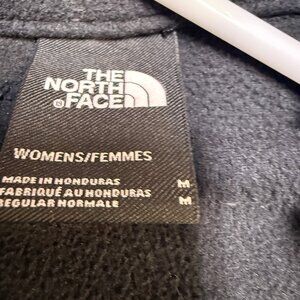 THE
NORTH
FACE
WOMENS/FEMMES
MADE IN HONDURAS M
FABRIQUÉ AU HONDURAS M
REGULAR NORMALE